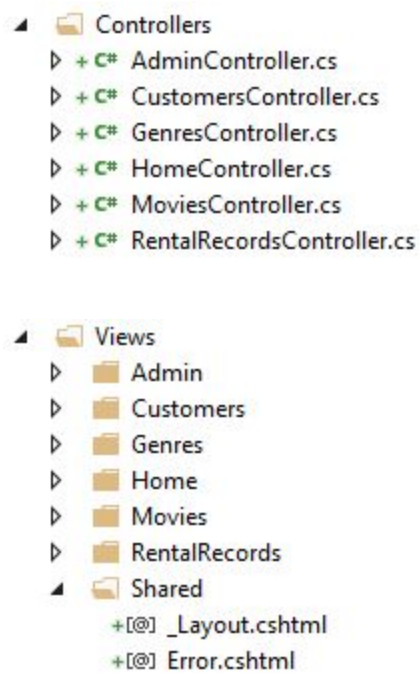 Controllers
+ C# AdminController.cs
+ C# CustomersController.cs
+ C# GenresController.cs
+ C# HomeController.cs
+ C# MoviesController.cs
+ C# RentalRecordsController.cs
Views
Admin
Customers
Genres
Home
Movies
RentalRecords
Shared
+[@] _Layout.cshtml
+[@] Error.cshtml